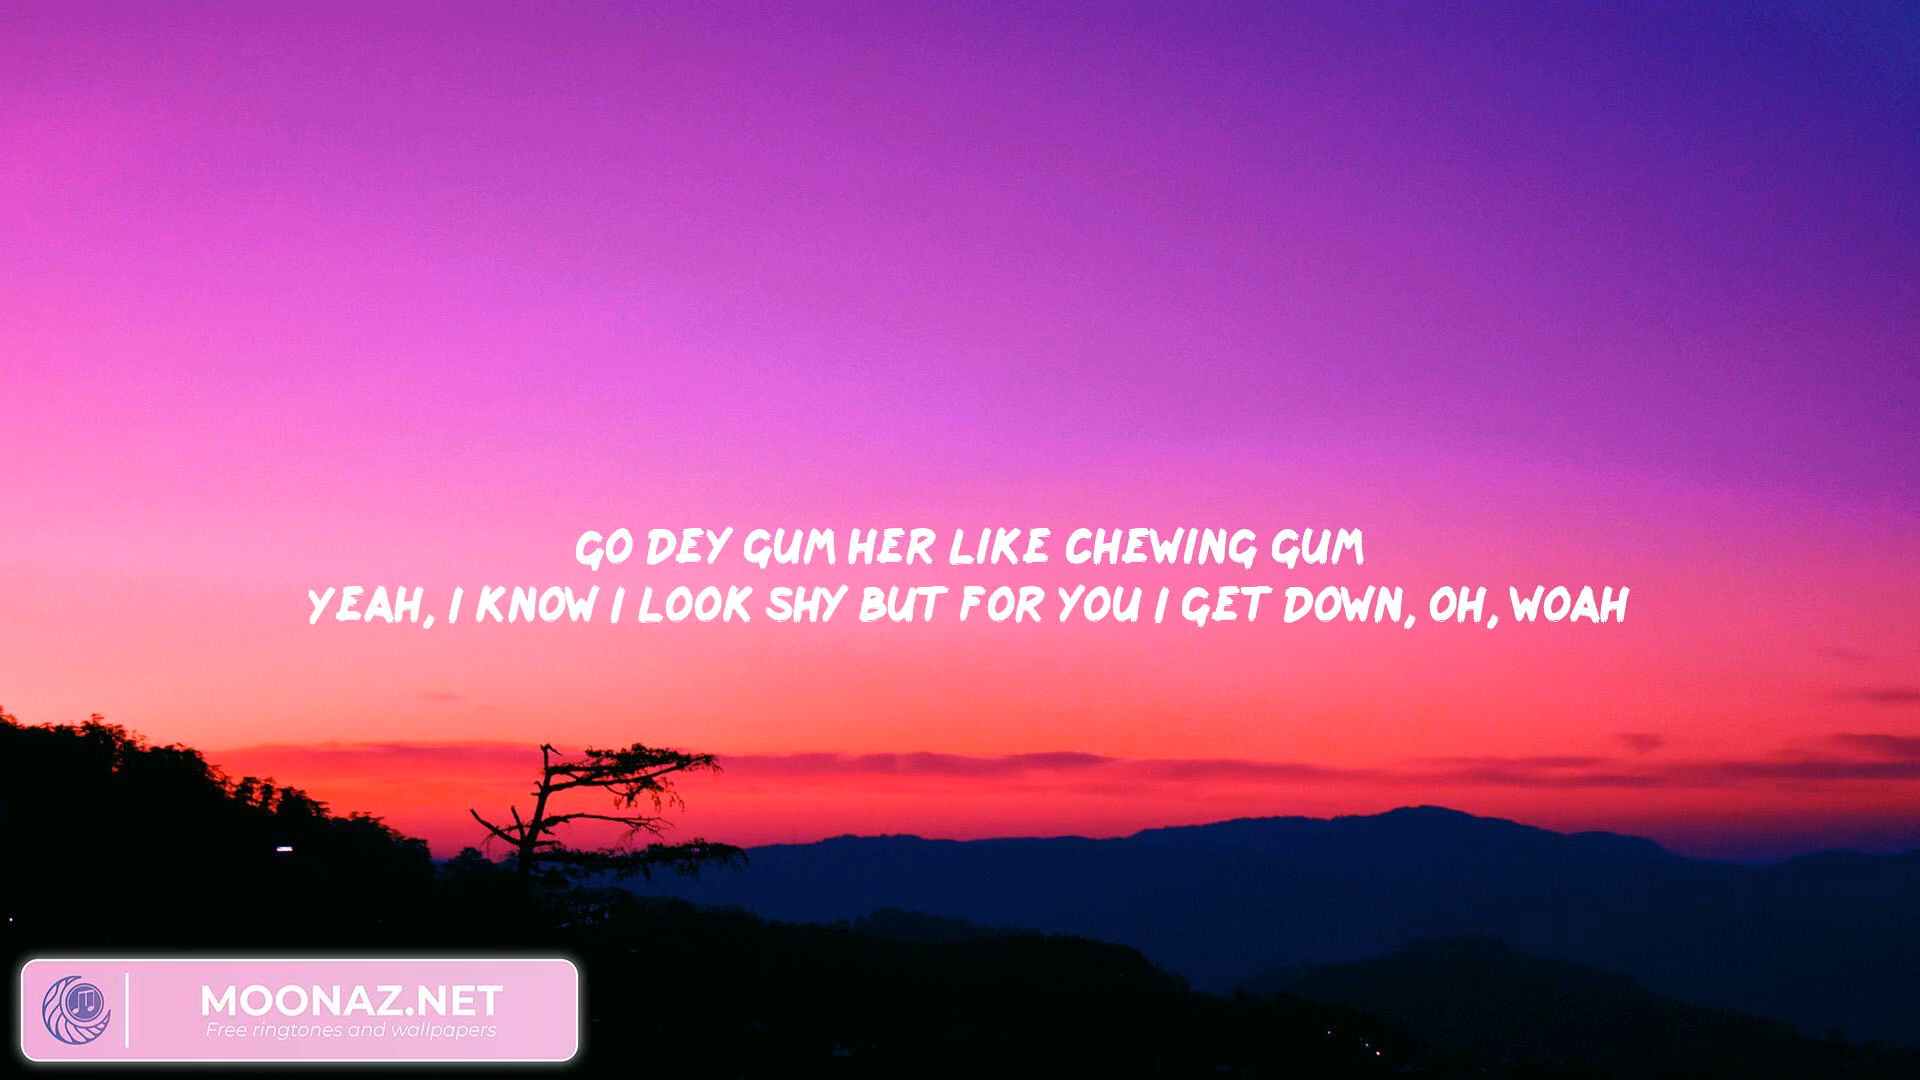 GO DEY GUM HER LIKE CHEWING GUM
YEAH, I KNOW I LOOK SHY BUT FOR YOU I GET DOWN, OH, WOAH
MOONAZ.NET
Free ringtones and wallpapers